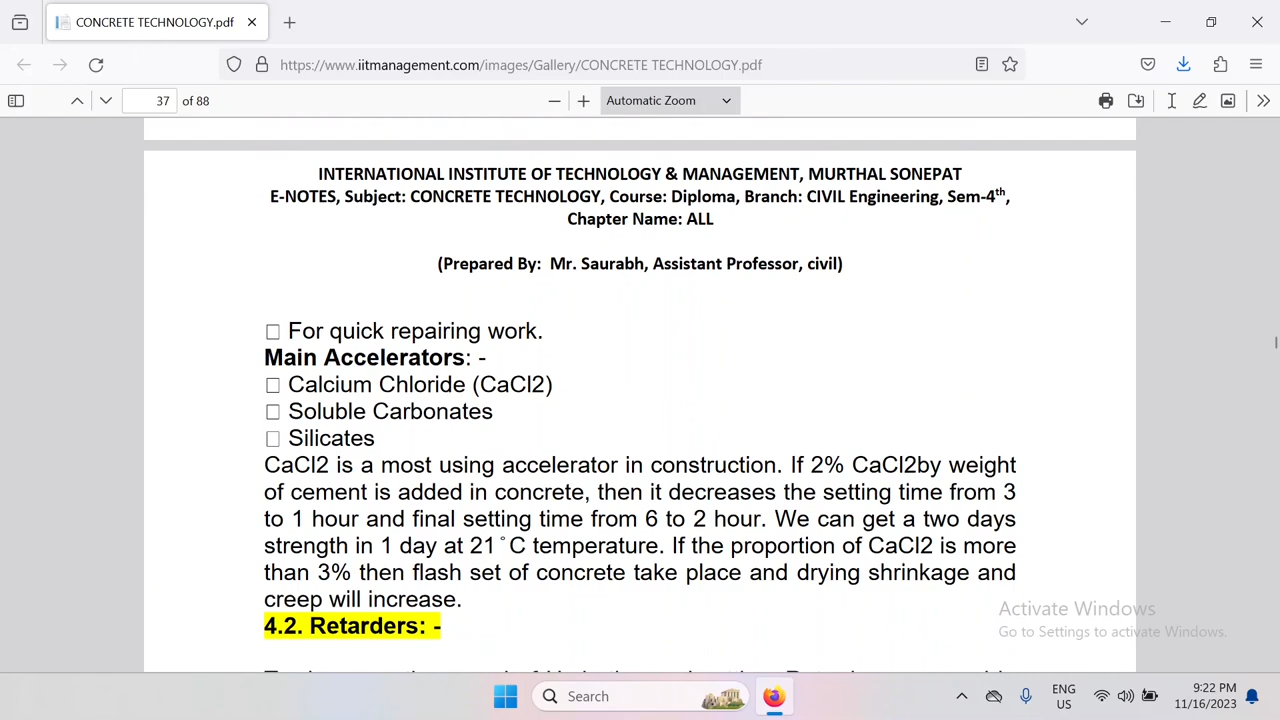 CONCRETE TECHNOLOGY.pdf
https://www.iitmanagement.com/images/Gallery/CONCRETE TECHNOLOGY.pdf
37 of 88
Automatic Zoom
INTERNATIONAL INSTITUTE OF TECHNOLOGY & MANAGEMENT, MURTHAL SONEPAT
E-NOTES, Subject: CONCRETE TECHNOLOGY, Course: Diploma, Branch: CIVIL Engineering, Sem-4th,
Chapter Name: ALL
(Prepared By: Mr. Saurabh, Assistant Professor, civil)
□ For quick repairing work.
Main Accelerators: -
□ Calcium Chloride (CaCl2)
□ Soluble Carbonates
□ Silicates
CaCl2 is a most using accelerator in construction. If 2% CaCl2by weight
of cement is added in concrete, then it decreases the setting time from 3
to 1 hour and final setting time from 6 to 2 hour. We can get a two days
strength in 1 day at 21˚C temperature. If the proportion of CaCl2 is more
than 3% then flash set of concrete take place and drying shrinkage and
creep will increase.
4.2. Retarders: -
Activate Windows
Go to Settings to activate Windows.
Search
ENG
US
9:22 PM
11/16/2023